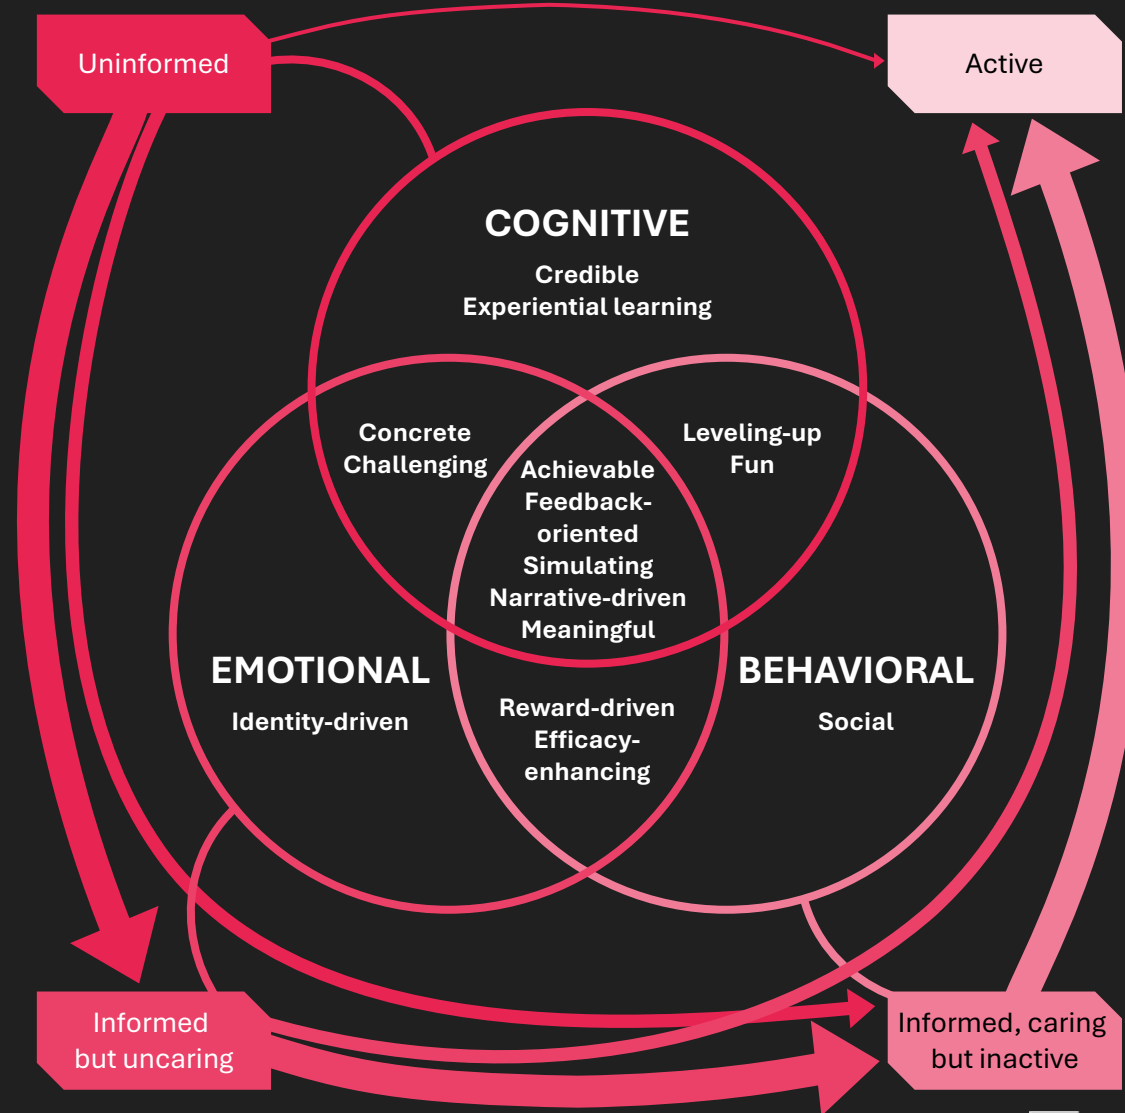 Uninformed
Active
COGNITIVE
Credible
Experiential learning
Concrete
Challenging
Leveling-up
Fun
Achievable
Feedback-
oriented
Simulating
Narrative-driven
Meaningful
EMOTIONAL
Identity-driven
BEHAVIORAL
Social
Reward-driven
Efficacy-
enhancing
Informed
but uncaring
Informed, caring
but inactive